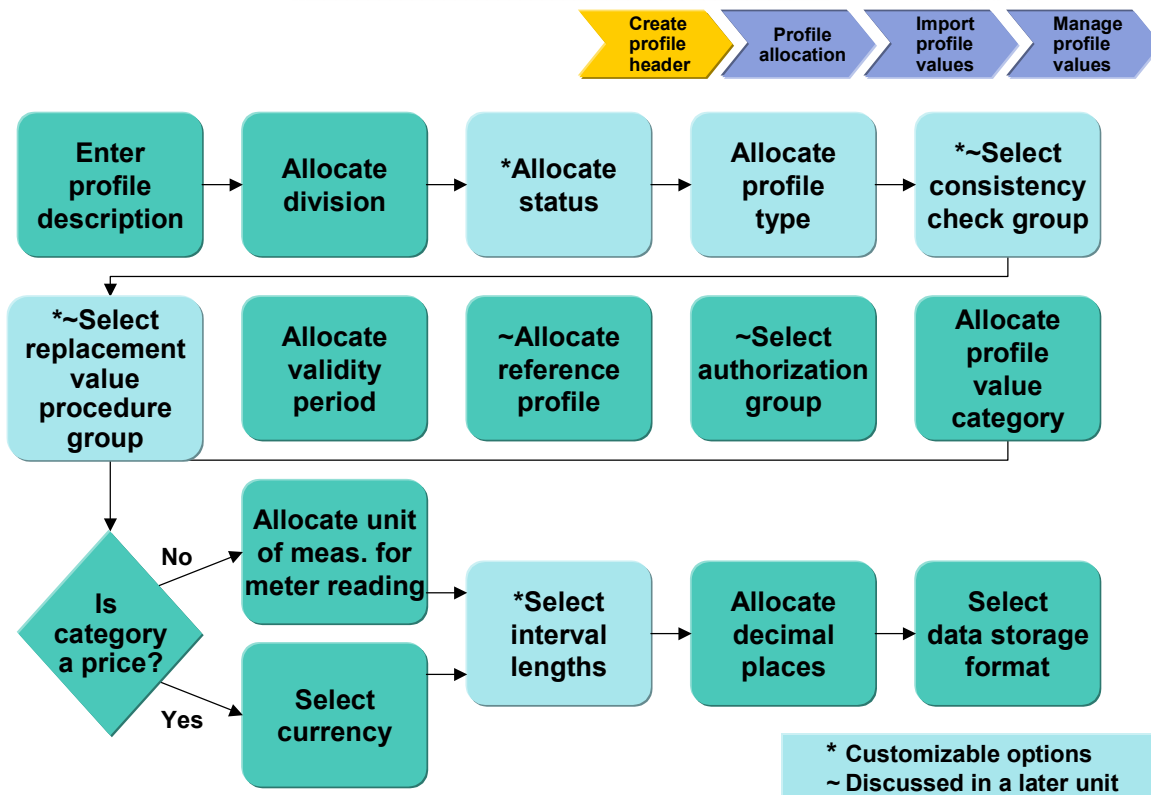 Create
profile
header
Profile
allocation
Import
profile
values
Manage
profile
values
Enter
profile
description
Allocate
division
*Allocate
status
Allocate
profile
type
*~Select
consistency
check group
*~Select
replacement
value
procedure
group
Allocate
validity
period
~Allocate
reference
profile
~Select
authorization
group
Allocate
profile
value
category
Is
category
a price?
No
Yes
Allocate unit
of meas. for
meter reading
Select
currency
*Select
interval
lengths
Allocate
decimal
places
Select
data storage
format
* Customizable options
~ Discussed in a later unit